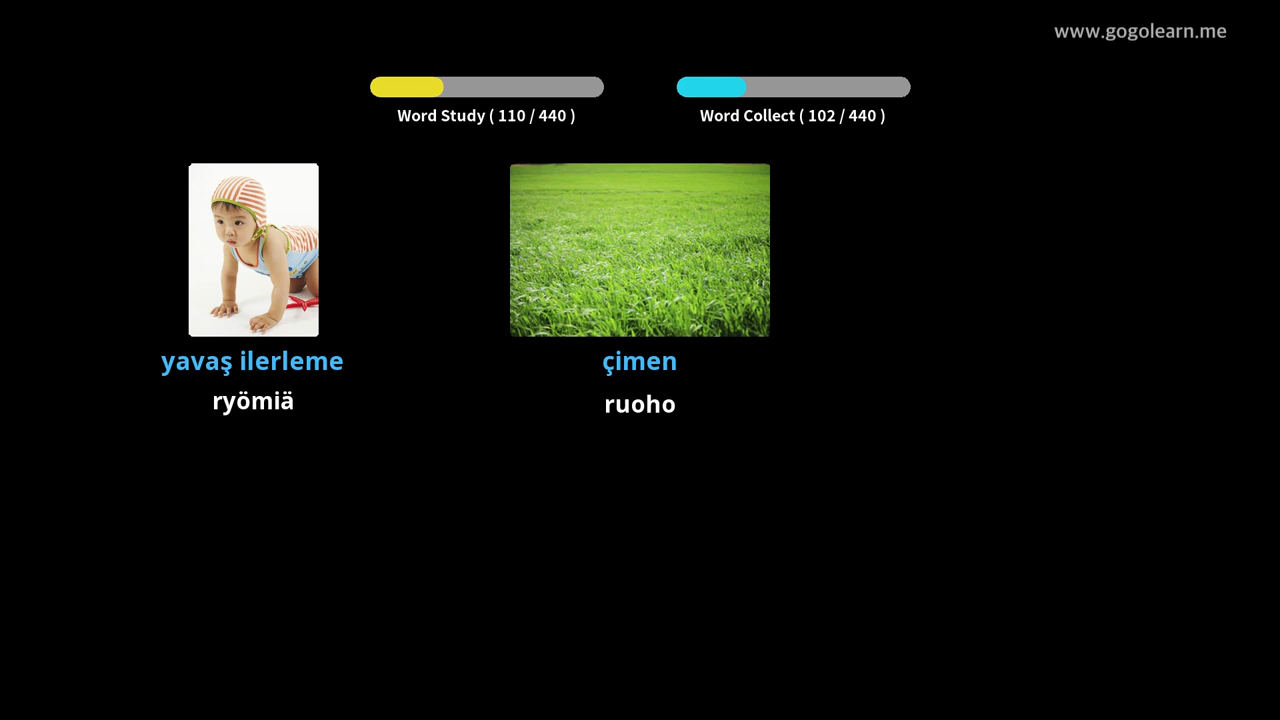 www.gogolearn.me
Word Study ( 110 / 440 )
Word Collect ( 102 / 440 )
yavaş ilerleme
ryömiä
çimen
ruoho